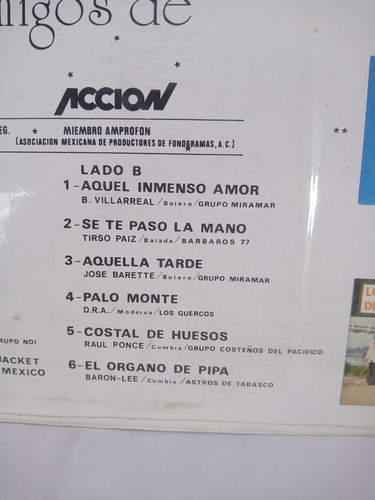 migos de
ACCION
EG. MIEMBRO AMPROFON
(ASOCIACION MEXICANA DE PRODUCTORES DE FONOGRAMAS, A.C.)
LADO B
1-AQUEL INMENSO AMOR
B. VILLARREAL/Bolero/GRUPO MIRAMAR
2-SE TE PASO LA MANO
TIRSO PAIZ/Balada/BARBAROS 77
3-AQUELLA TARDE
JOSE BARETTE/Bolero/GRUPO MIRAMAR
4-PALO MONTE
D.R.A./Moderna/LOS GUERCOS
5-COSTAL DE HUESOS
RUPO NOI
RAUL PONCE/Cumbia/GRUPO COSTEÑOS DEL PACIFICO
JACKET
6-EL ORGANO DE PIPA
MEXICO
BARON-LEE/Cumbia/ASTROS DE TABASCO
LO
DE